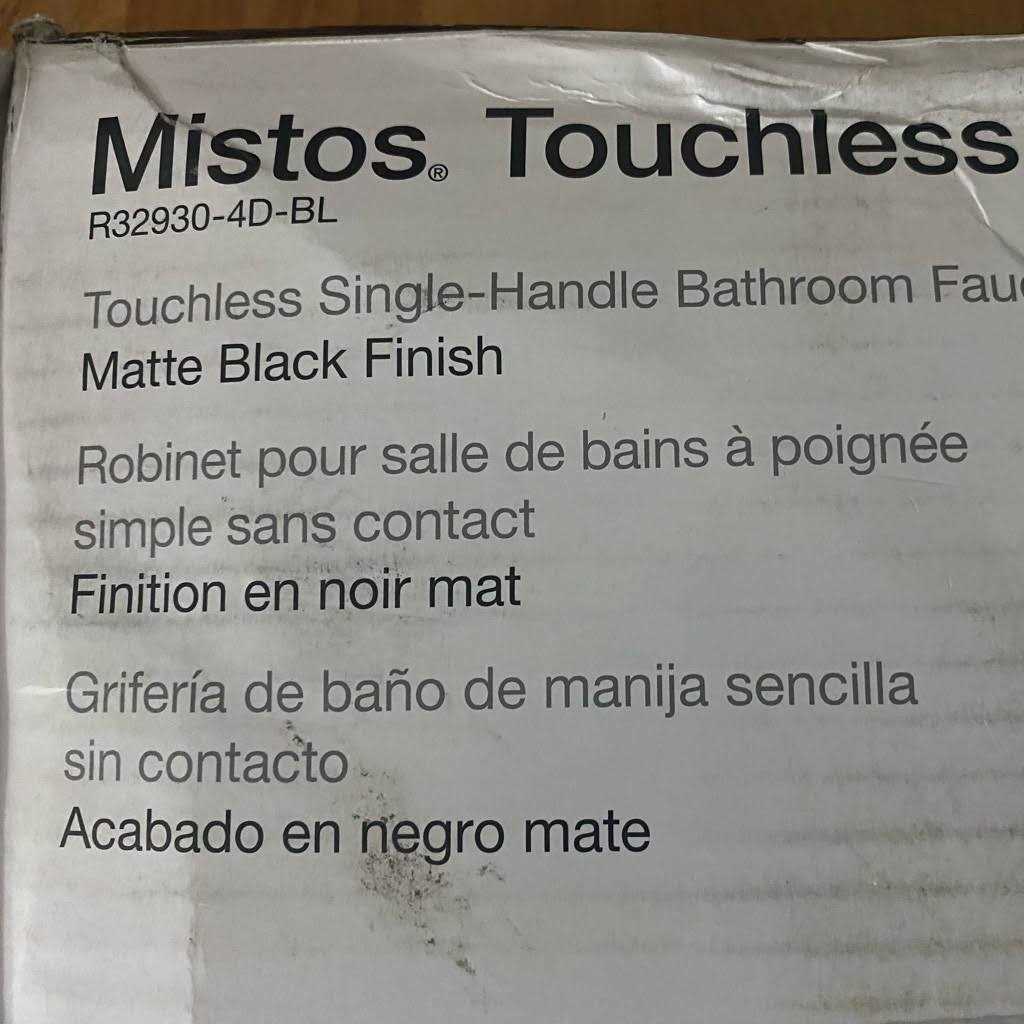 Mistos® Touchless
R32930-4D-BL
Touchless Single-Handle Bathroom
Matte Black Finish
Robinet pour salle de bains à poignée
simple sans contact
Finition en noir mat
Grifería de baño de manija sencilla
sin contacto
Acabado en negro mate